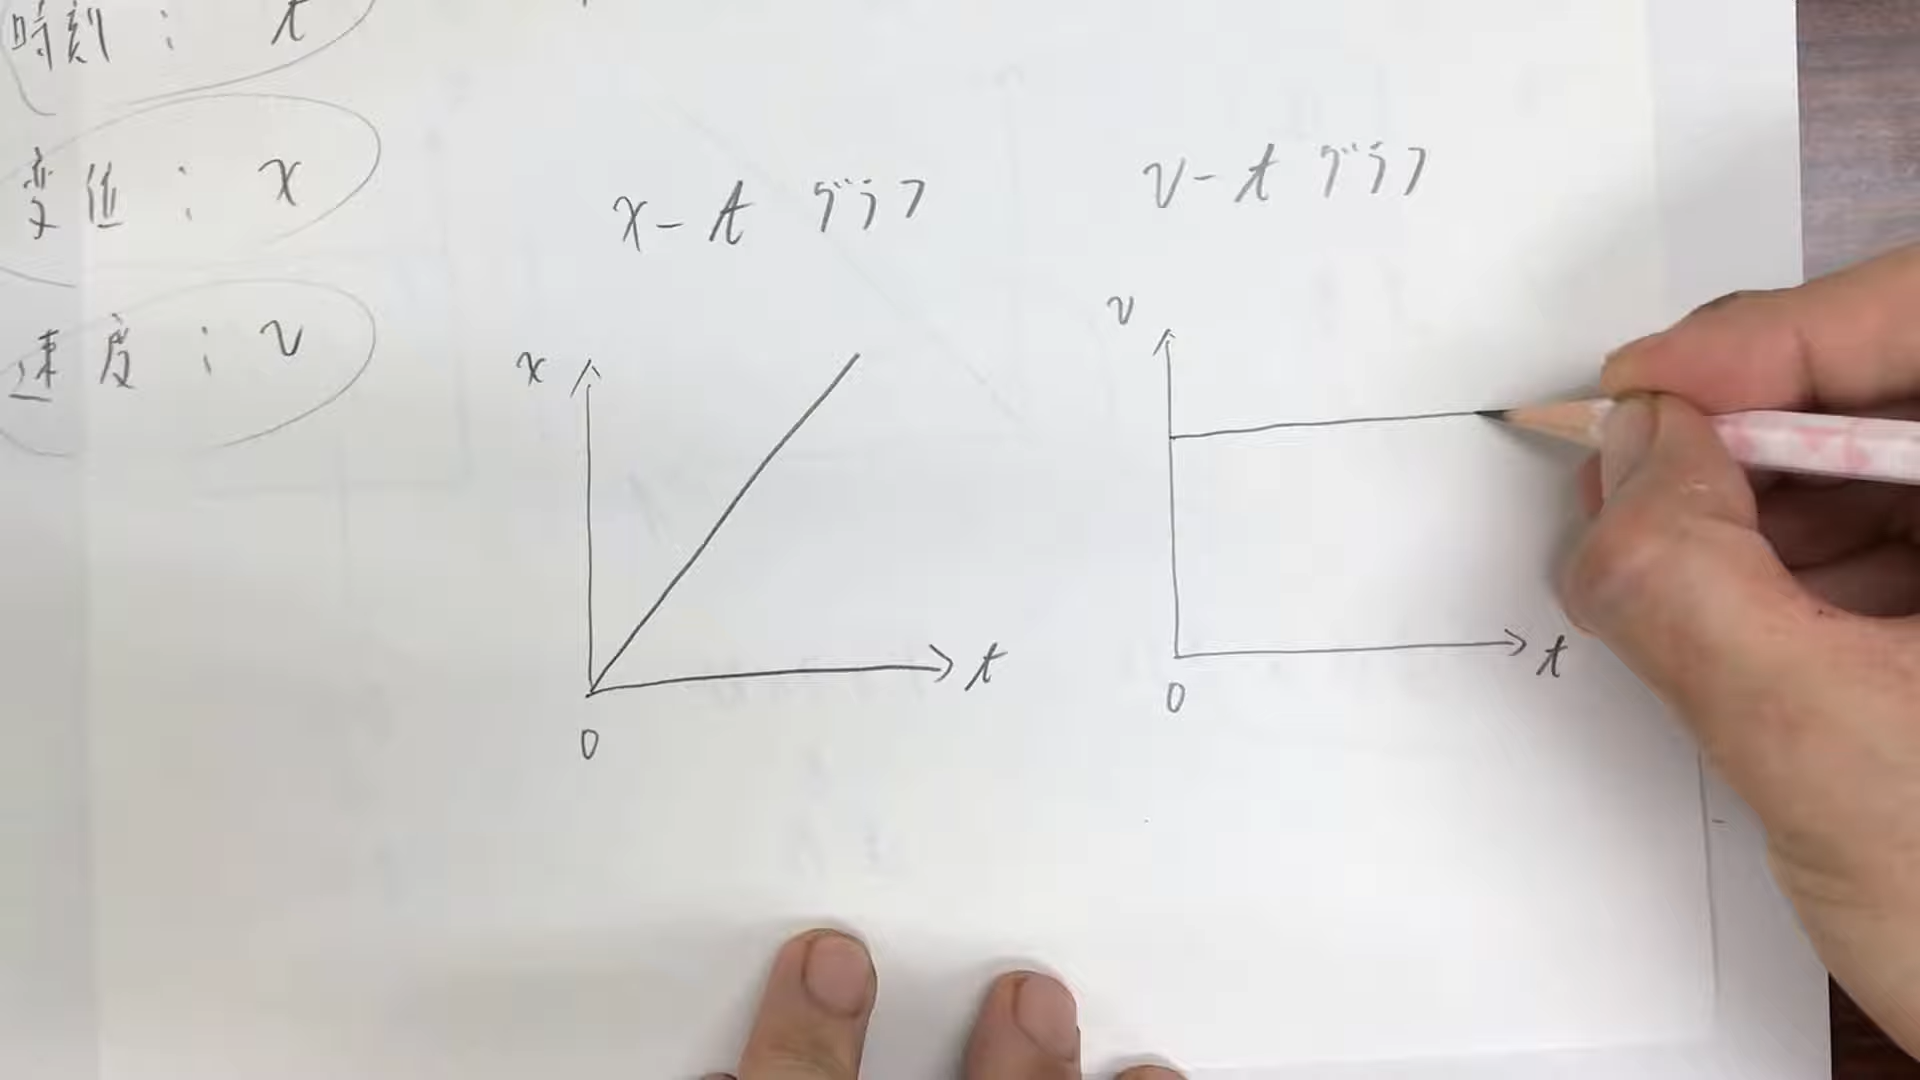 時刻 : t
変位 : x
速度 : v
x-t グラフ
x
t
0
v-t グラフ
v
t
0